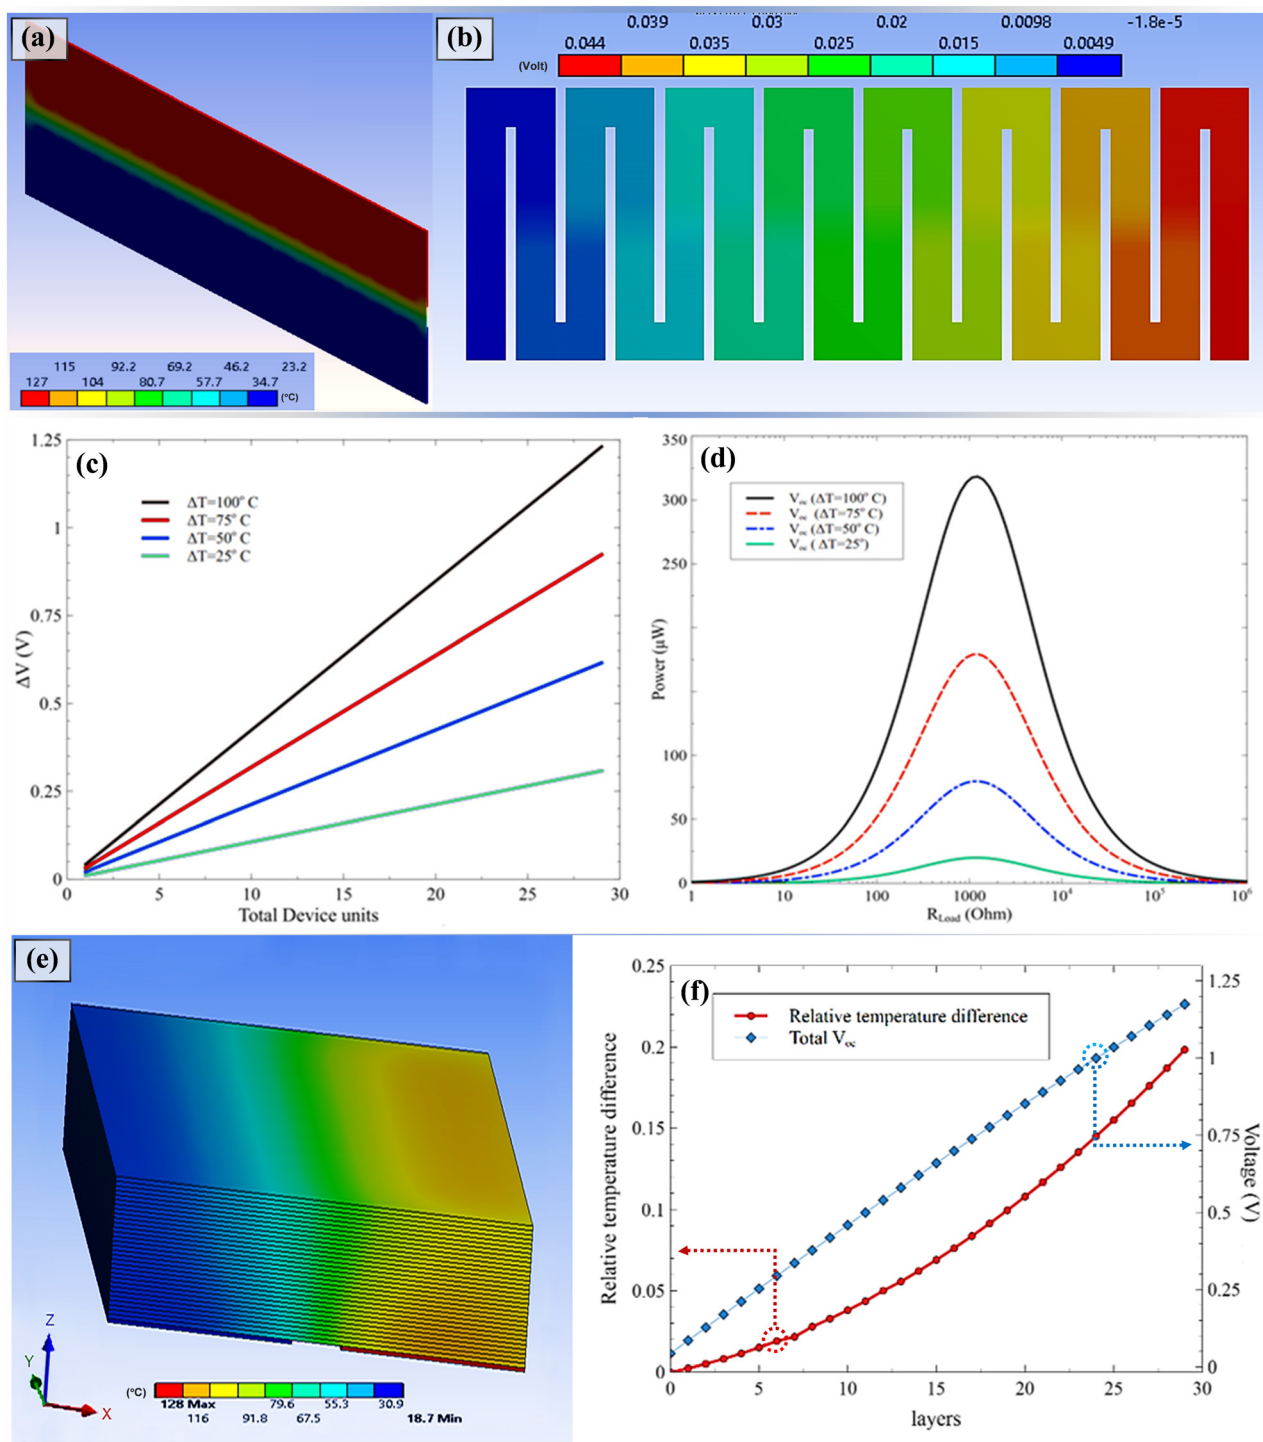 (a)
115 92.2 69.2 46.2 23.2
127 104 80.7 57.7 34.7 (°C)
(b)
0.039 0.03 0.02 0.0098 -1.8e-5
0.044 0.035 0.025 0.015 0.0049
(Volt)
(c)
1.25
1
0.75
0.5
0.25
0
ΔV (V)
ΔT=100° C
ΔT=75° C
ΔT=50° C
ΔT=25° C
0 5 10 15 20 25 30
Total Device units
(d)
350
300
250
100
50
0
Power (µW)
Voc (ΔT=100° C)
Voc (ΔT=75° C)
Voc (ΔT=50° C)
Voc ( ΔT=25°)
1 10 100 1000 10⁴ 10⁵ 10⁶
RLoad (Ohm)
(e)
Z
Y
X
(°C)
128 Max 79.6 55.3 30.9
116 91.8 67.5 18.7 Min
(f)
0.25
0.2
0.15
0.1
0.05
0
Relative temperature difference
Relative temperature difference
Total Voc
1.25
1
0.75
0.5
0.25
0
Voltage (V)
0 5 10 15 20 25 30
layers